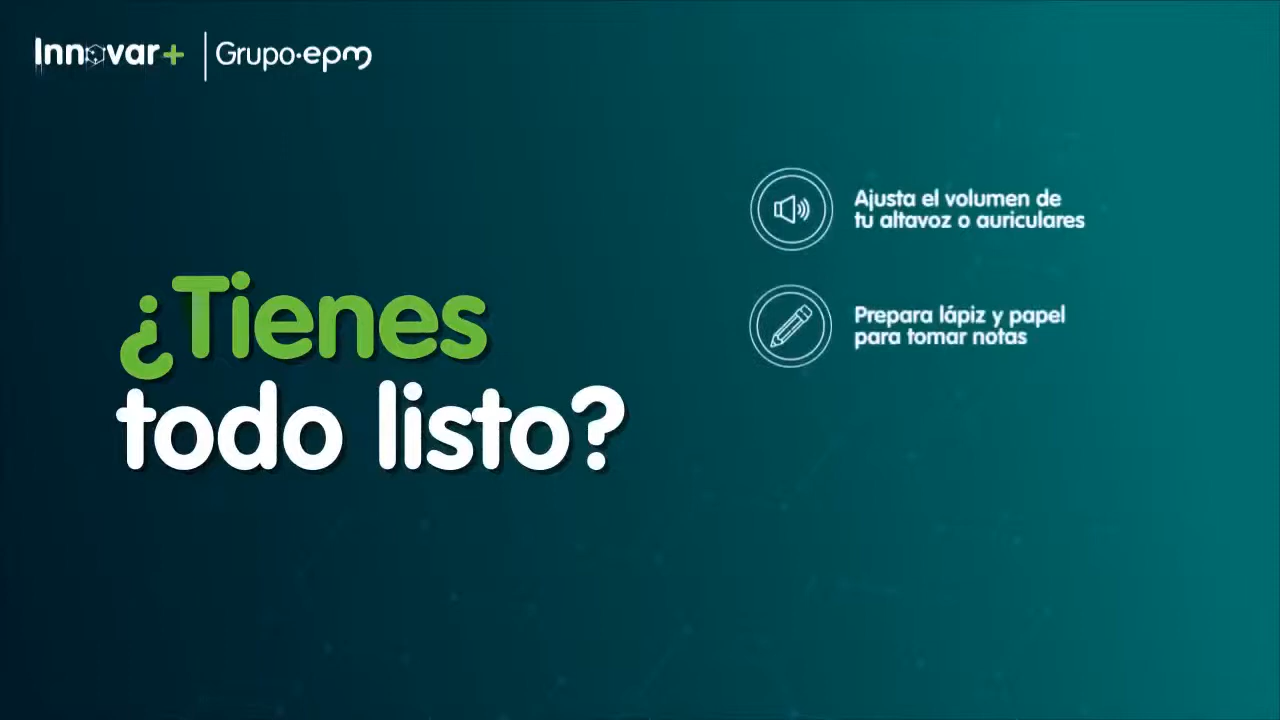 Innovar+ | Grupo·epm
¿Tienes
todo listo?
Ajusta el volumen de
tu altavoz o auriculares
Prepara lápiz y papel
para tomar notas